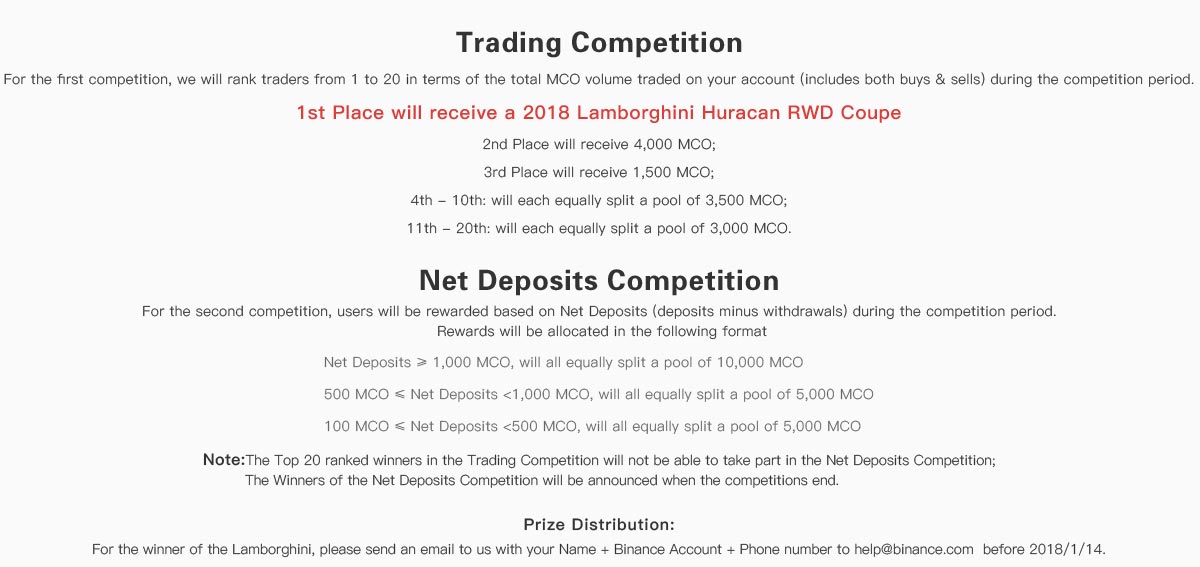 Trading Competition
For the first competition, we will rank traders from 1 to 20 in terms of the total MCO volume traded on your account (includes both buys & sells) during the competition period.
1st Place will receive a 2018 Lamborghini Huracan RWD Coupe
2nd Place will receive 4,000 MCO;
3rd Place will receive 1,500 MCO;
4th – 10th: will each equally split a pool of 3,500 MCO;
11th – 20th: will each equally split a pool of 3,000 MCO.
Net Deposits Competition
For the second competition, users will be rewarded based on Net Deposits (deposits minus withdrawals) during the competition period.
Rewards will be allocated in the following format
Net Deposits ⩾ 1,000 MCO, will all equally split a pool of 10,000 MCO
500 MCO ⩽ Net Deposits <1,000 MCO, will all equally split a pool of 5,000 MCO
100 MCO ⩽ Net Deposits <500 MCO, will all equally split a pool of 5,000 MCO
Note:The Top 20 ranked winners in the Trading Competition will not be able to take part in the Net Deposits Competition;
The Winners of the Net Deposits Competition will be announced when the competitions end.
Prize Distribution:
For the winner of the Lamborghini, please send an email to us with your Name + Binance Account + Phone number to help@binance.com before 2018/1/14.